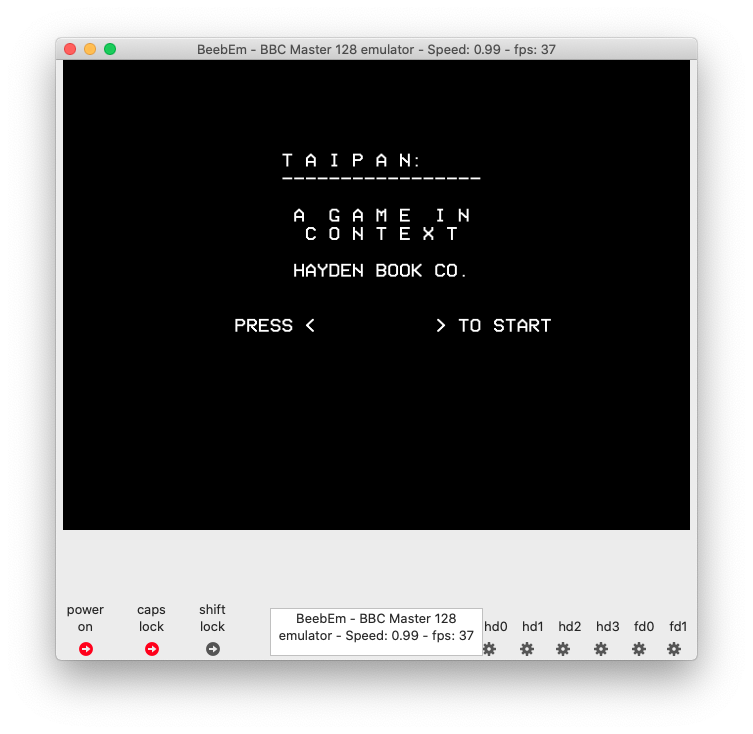 BeebEm - BBC Master 128 emulator - Speed: 0.99 - fps: 37
T A I P A N:
-----------------
A  G A M E  I N
C O N T E X T
HAYDEN BOOK CO.
PRESS <          > TO START
power on
caps lock
shift lock
BeebEm - BBC Master 128
emulator - Speed: 0.99 - fps: 37
hd0 hd1 hd2 hd3 fd0 fd1